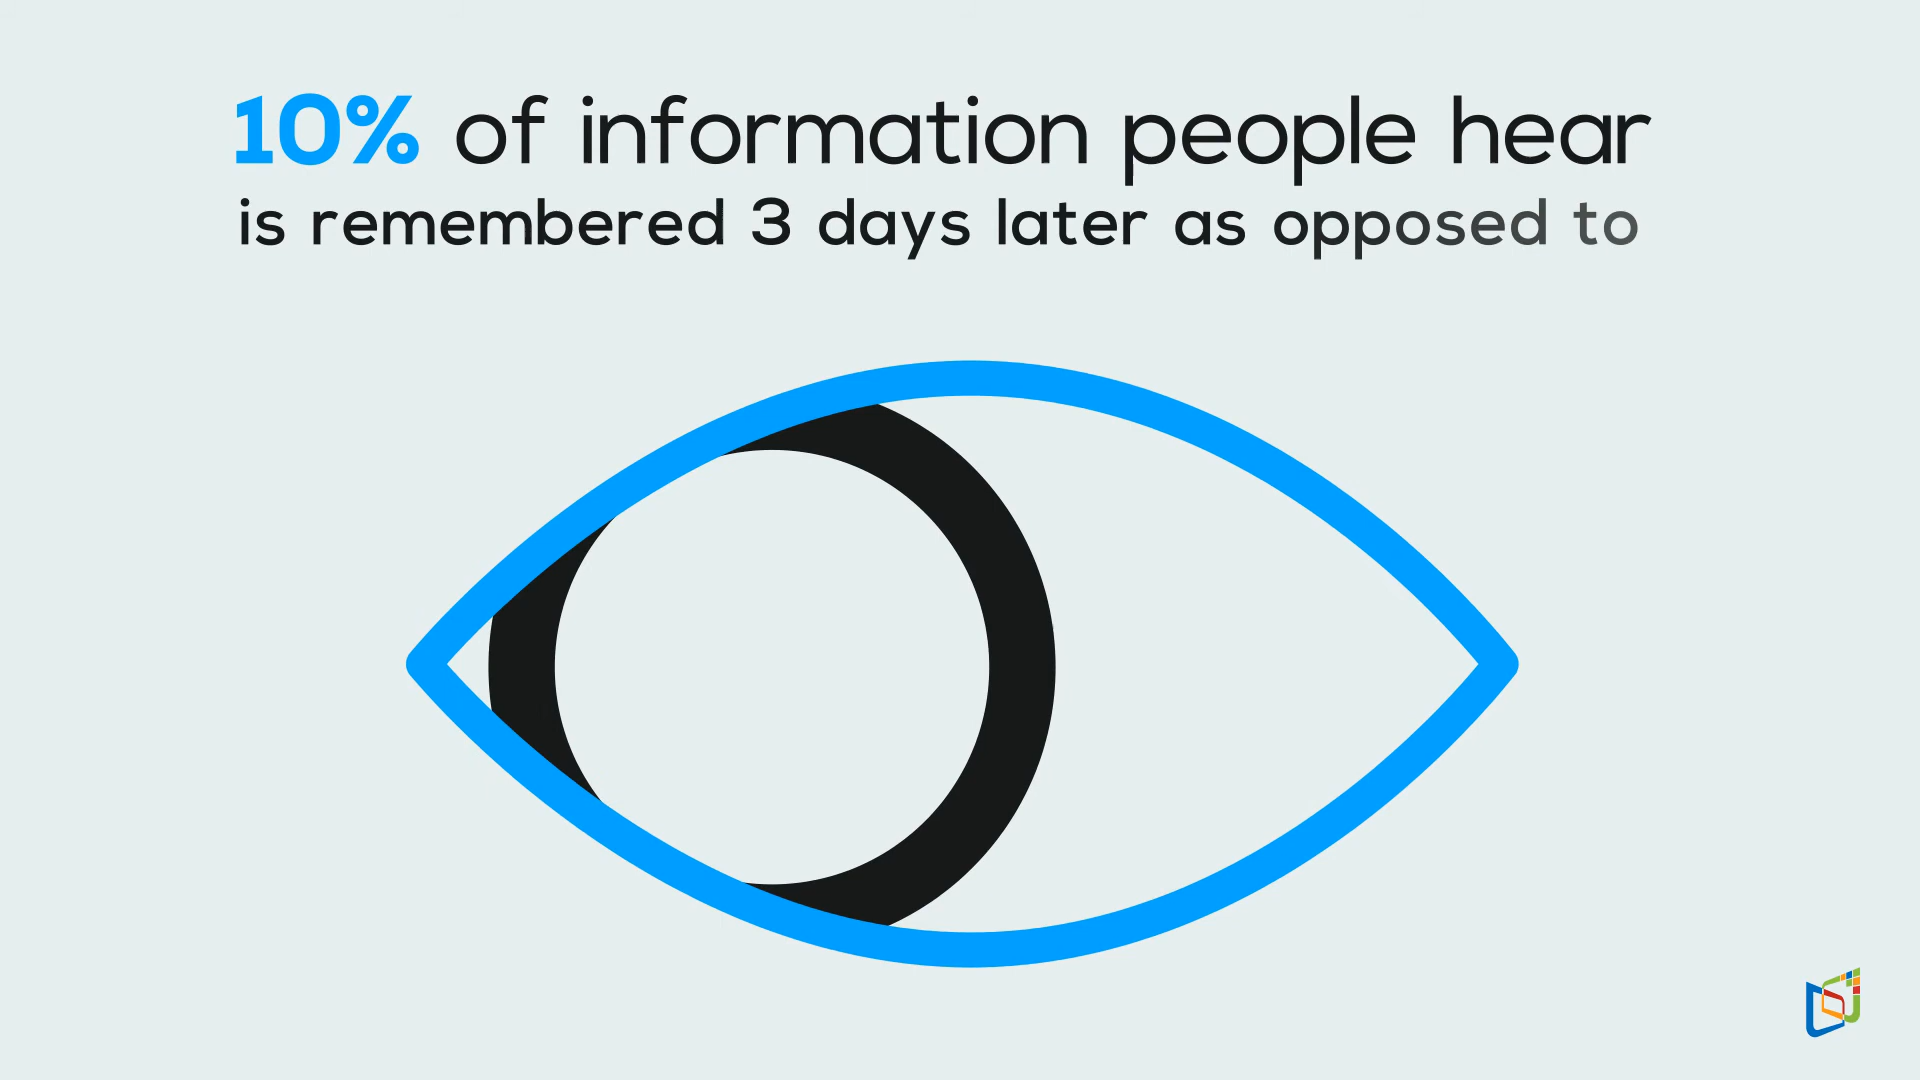 10% of information people hear
is remembered 3 days later as opposed to